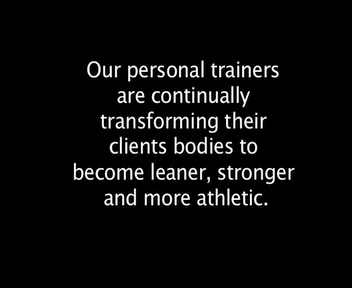 Our personal trainers
are continually
transforming their
clients bodies to
become leaner, stronger
and more athletic.